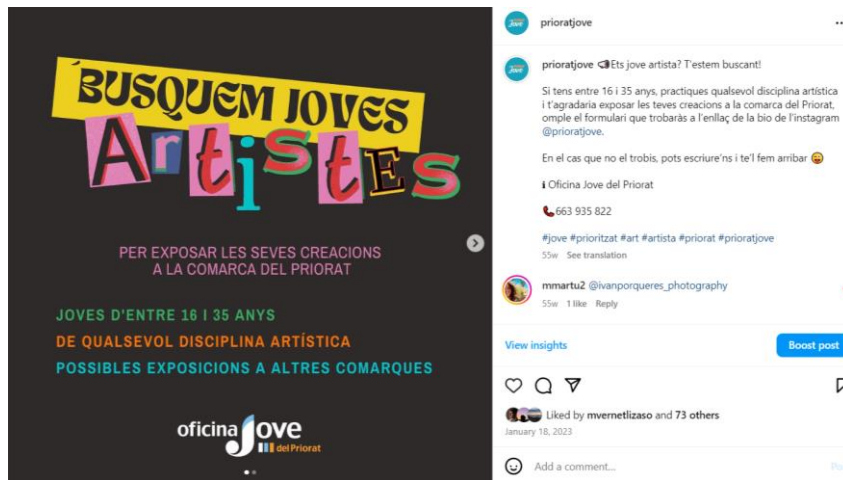 BUSQUEM JOVES
Artistes
PER EXPOSAR LES SEVES CREACIONS
A LA COMARCA DEL PRIORAT
JOVES D'ENTRE 16 I 35 ANYS
DE QUALSEVOL DISCIPLINA ARTÍSTICA
POSSIBLES EXPOSICIONS A ALTRES COMARQUES
oficina Jove
del Priorat
prioratjove
prioratjove 📢Ets jove artista? T'estem buscant!
Si tens entre 16 i 35 anys, practiques qualsevol disciplina artística
i t'agradaria exposar les teves creacions a la comarca del Priorat,
omple el formulari que trobaràs a l'enllaç de la bio de l'instagram
@prioratjove.
En el cas que no el trobis, pots escriure'ns i te'l fem arribar 😜
ℹ Oficina Jove del Priorat
📞663 935 822
#jove #prioritzat #art #artista #priorat #prioratjove
55w See translation
mmartu2 @ivanporqueres_photography
55w 1 like Reply
View insights
Boost post
Liked by mvernetlizaso and 73 others
January 18, 2023
Add a comment...